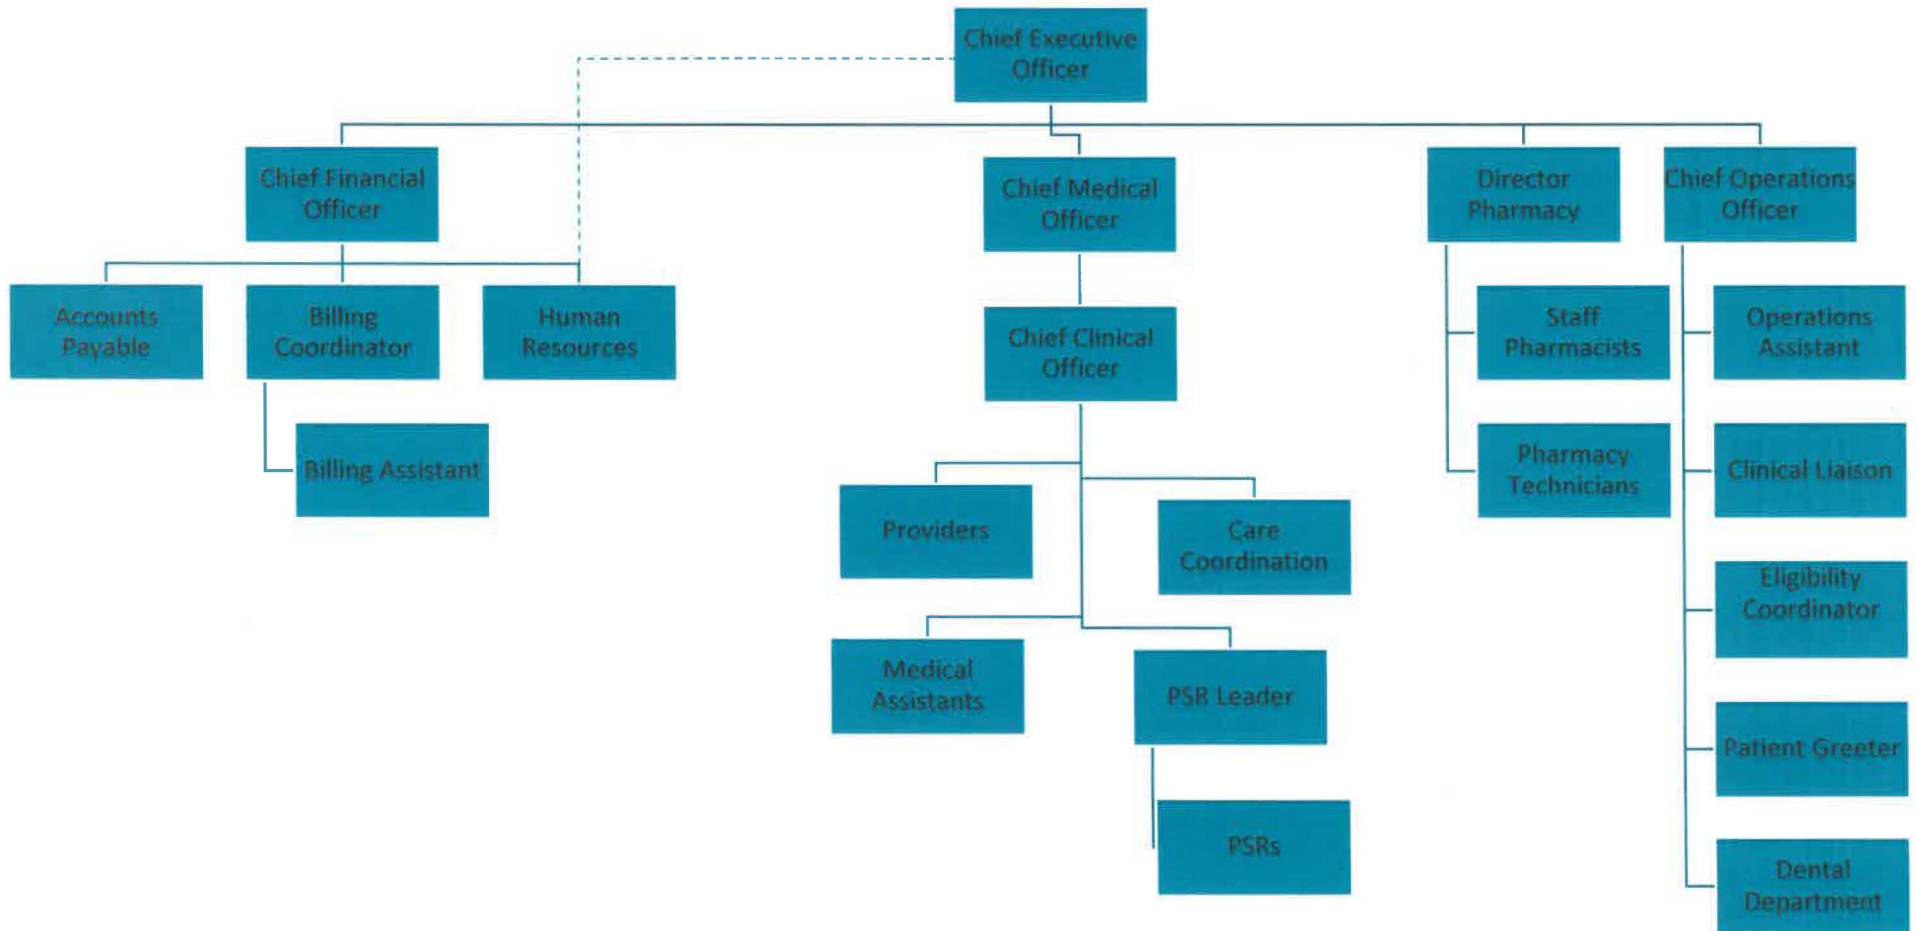 Chief Executive
Officer
Chief Financial
Officer
Chief Medical
Officer
Director
Pharmacy
Chief Operations
Officer
Accounts
Payable
Billing
Coordinator
Human
Resources
Chief Clinical
Officer
Staff
Pharmacists
Operations
Assistant
Billing Assistant
Pharmacy
Technicians
Clinical Liaison
Providers
Care
Coordination
Eligibility
Coordinator
Medical
Assistants
PSR Leader
Patient Greeter
PSRs
Dental
Department